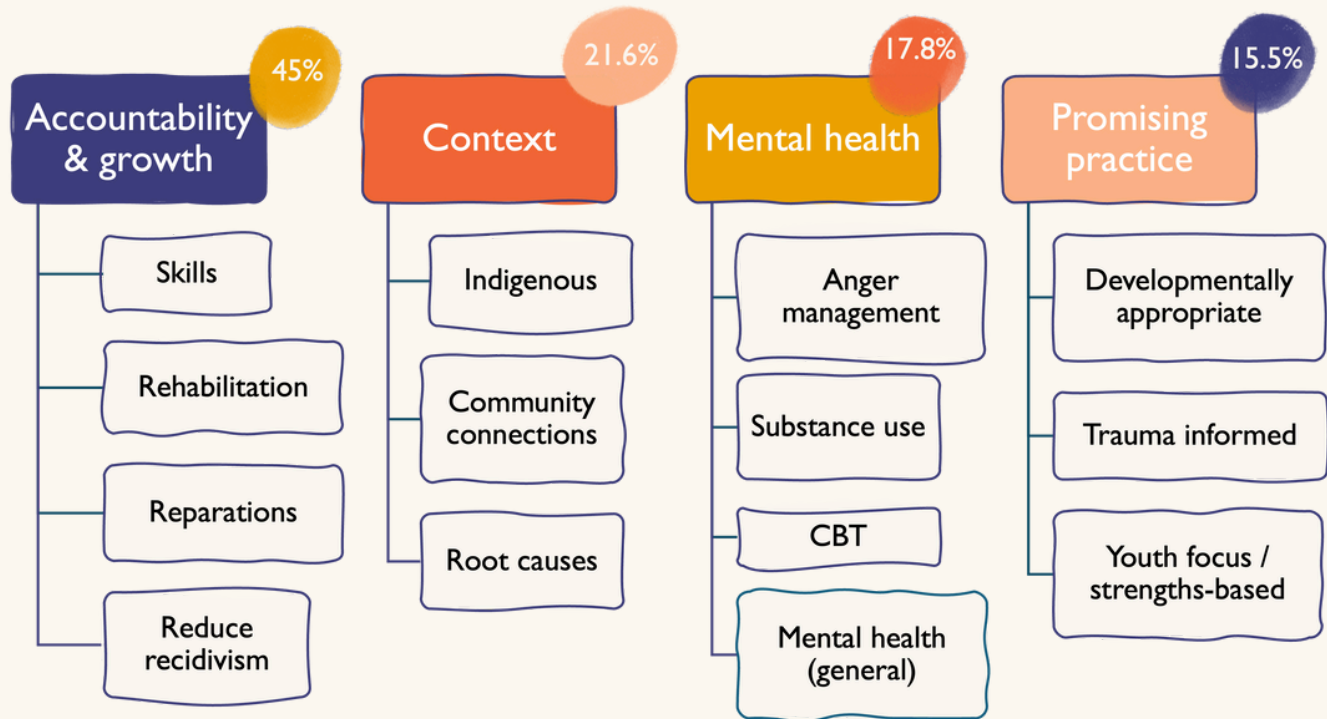 45%
Accountability
& growth
Skills
Rehabilitation
Reparations
Reduce
recidivism
21.6%
Context
Indigenous
Community
connections
Root causes
17.8%
Mental health
Anger
management
Substance use
CBT
Mental health
(general)
15.5%
Promising
practice
Developmentally
appropriate
Trauma informed
Youth focus /
strengths-based